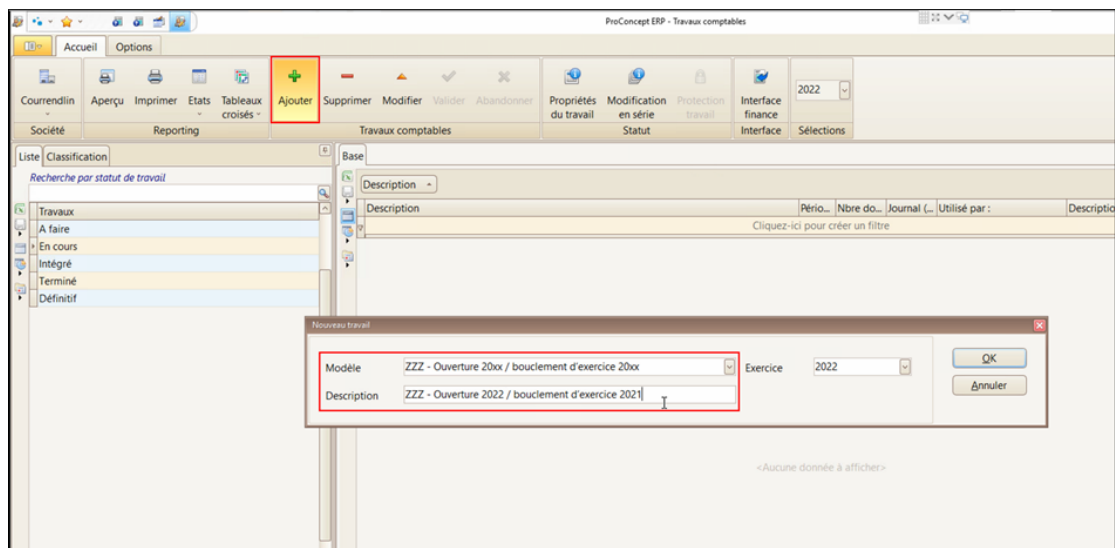 ProConcept ERP - Travaux comptables
Accueil Options
Courrendlin Aperçu Imprimer Etats Tableaux croisés Ajouter Supprimer Modifier Valider Abandonner Propriétés du travail Modification en série Protection travail Interface finance 2022
Société Reporting Travaux comptables Statut Interface Sélections
Liste Classification Base
Recherche par statut de travail
Description
Travaux Description Pério... Nbre do... Journal (... Utilisé par : Descriptio
A faire Cliquez-ici pour créer un filtre
En cours
Intégré
Terminé
Définitif
Nouveau travail
Modèle ZZZ - Ouverture 20xx / bouclement d'exercice 20xx Exercice 2022 OK
Description ZZZ - Ouverture 2022 / bouclement d'exercice 2021 Annuler
<Aucune donnée à afficher>